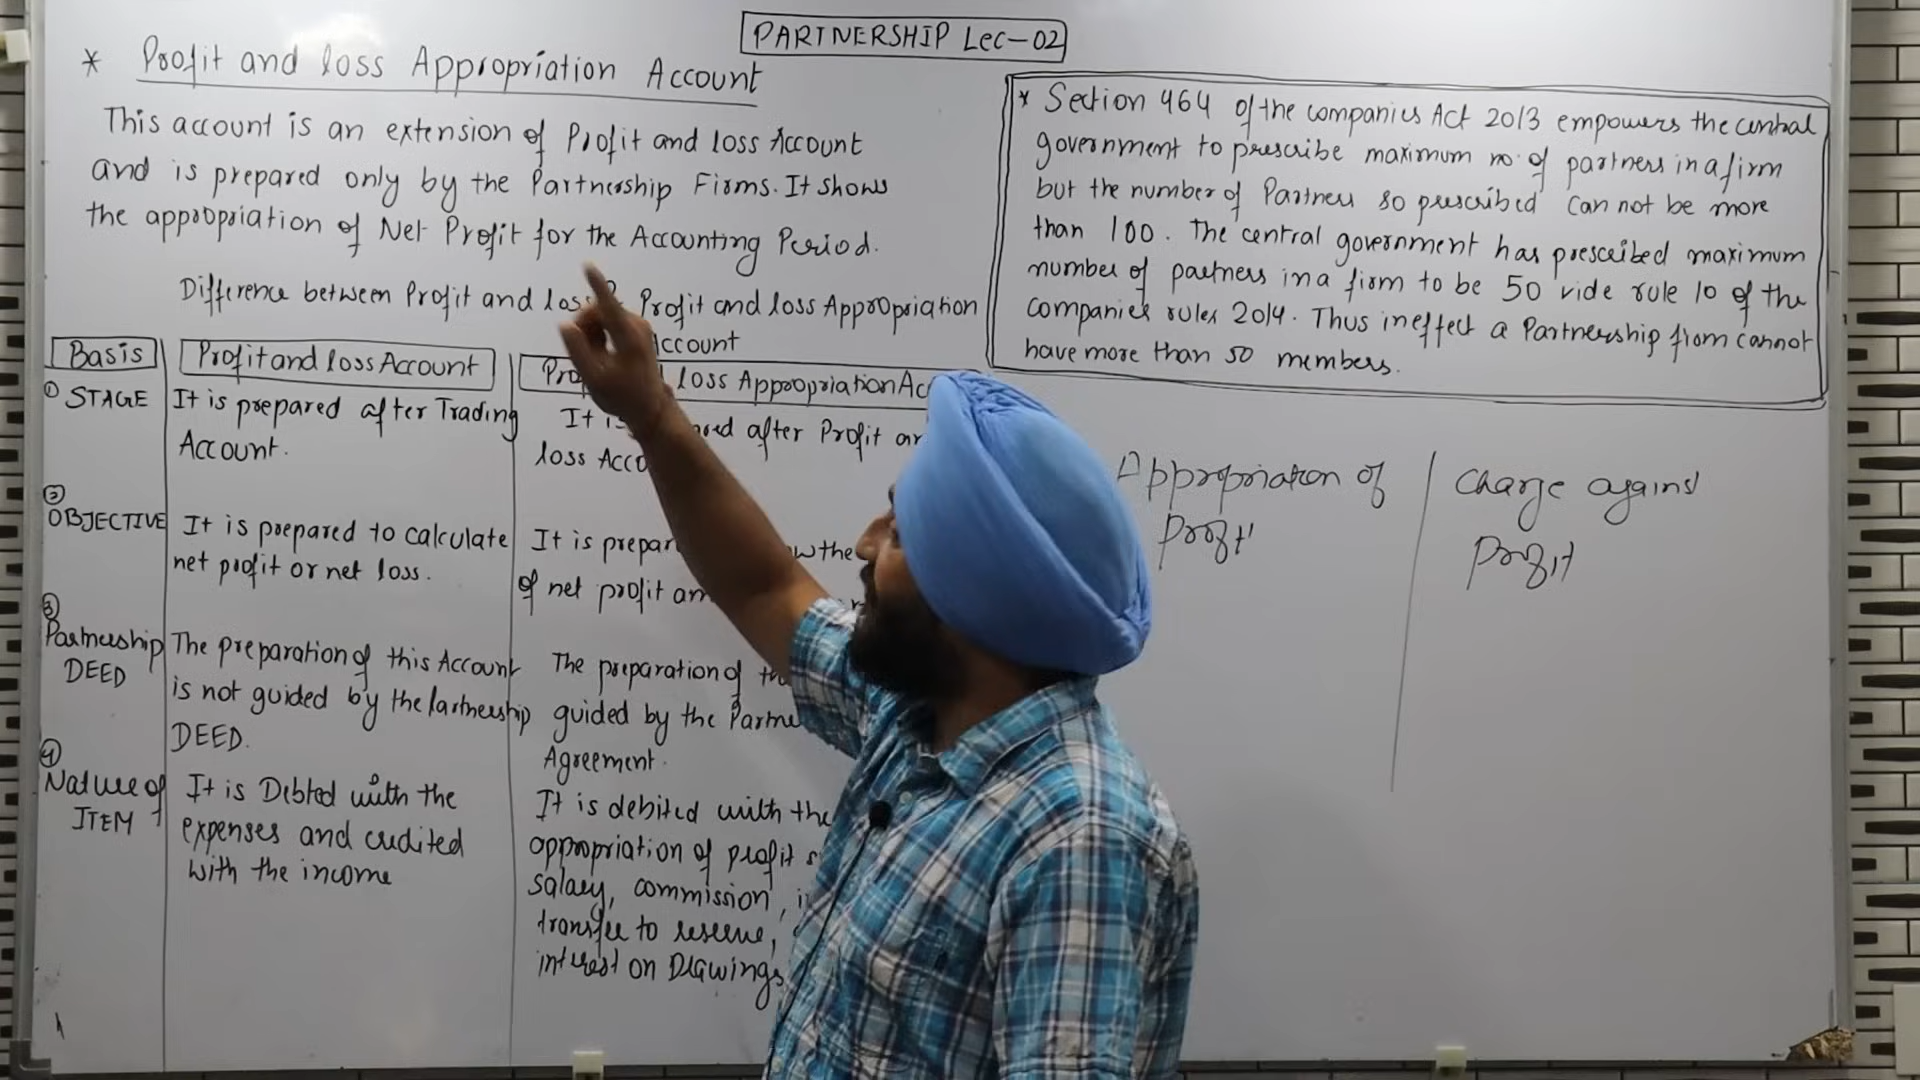 PARTNERSHIP Lec-02
* Profit and loss Appropriation Account
This account is an extension of Profit and loss Account
and is prepared only by the Partnership Firms. It shows
the appropriation of Net Profit for the Accounting Period.
* Section 464 of the companies Act 2013 empowers the central
government to prescribe maximum no. of partners in a firm
but the number of Partners so prescribed can not be more
than 100. The central government has prescribed maximum
number of partners in a firm to be 50 vide rule 10 of the
companies rules 2014. Thus in effect a Partnership firm cannot
have more than 50 members.
Difference between Profit and loss Profit and loss Appropriation
Account
Basis
Profit and loss Account
loss Appropriation
① STAGE
It is prepared after Trading
Account.
It after Profit
loss
②
OBJECTIVE
It is prepared to calculate
net profit or net loss.
It is the
of net profit
③
Partnership
DEED
The preparation of this Account
is not guided by the Partnership
DEED.
The preparation of
guided by the
Agreement.
④
Nature of
ITEM
It is Debted with the
expenses and credited
with the income
It is debited with the
appropriation of profit
salary, commission,
transfer to reserve,
interest on Drawings
Appropriation of
Profit
Charge against
Profit